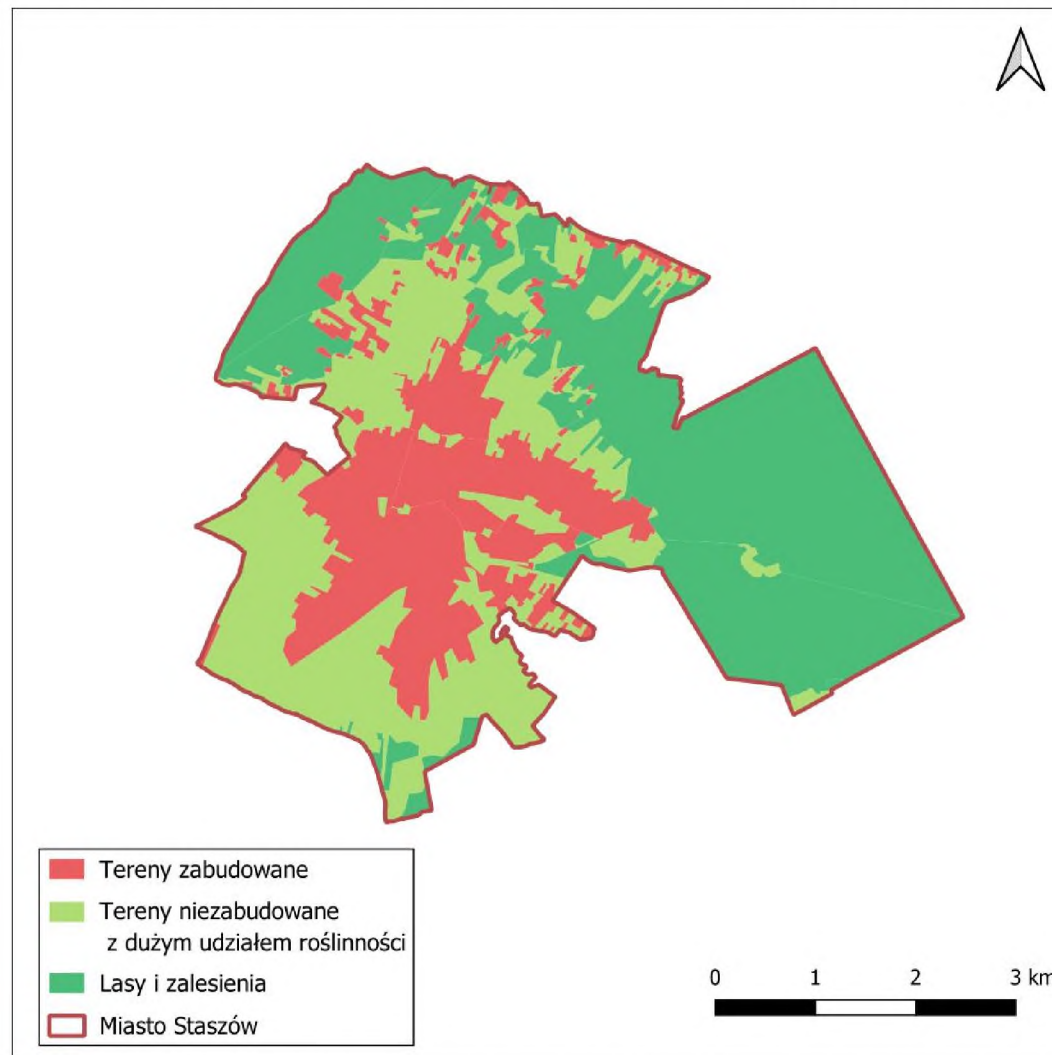 Tereny zabudowane
Tereny niezabudowane
z dużym udziałem roślinności
Lasy i zalesienia
Miasto Staszów
0 1 2 3 km